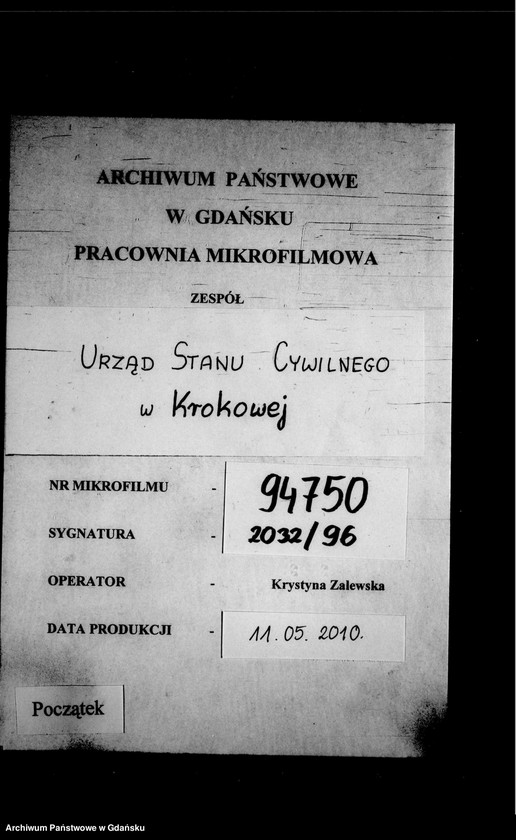 ARCHIWUM PAŃSTWOWE
W GDAŃSKU
PRACOWNIA MIKROFILMOWA
ZESPÓŁ
URZĄD STANU CYWILNEGO
w Krokowej
NR MIKROFILMU - 94750
SYGNATURA - 2032/96
OPERATOR - Krystyna Zalewska
DATA PRODUKCJI - 11.05.2010.
Początek
Archiwum Państwowe w Gdańsku